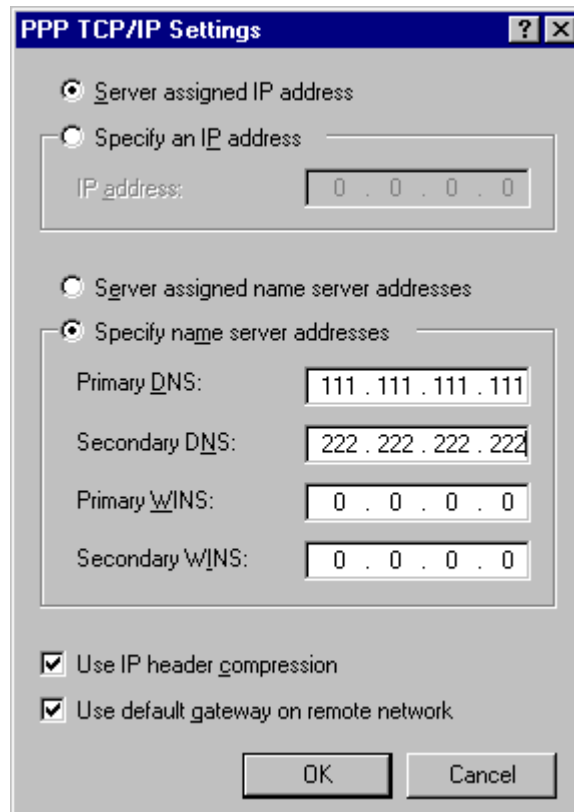 PPP TCP/IP Settings
Server assigned IP address
Specify an IP address
IP address: 0 . 0 . 0 . 0
Server assigned name server addresses
Specify name server addresses
Primary DNS: 111 . 111 . 111 . 111
Secondary DNS: 222 . 222 . 222 . 222
Primary WINS: 0 . 0 . 0 . 0
Secondary WINS: 0 . 0 . 0 . 0
Use IP header compression
Use default gateway on remote network
OK Cancel